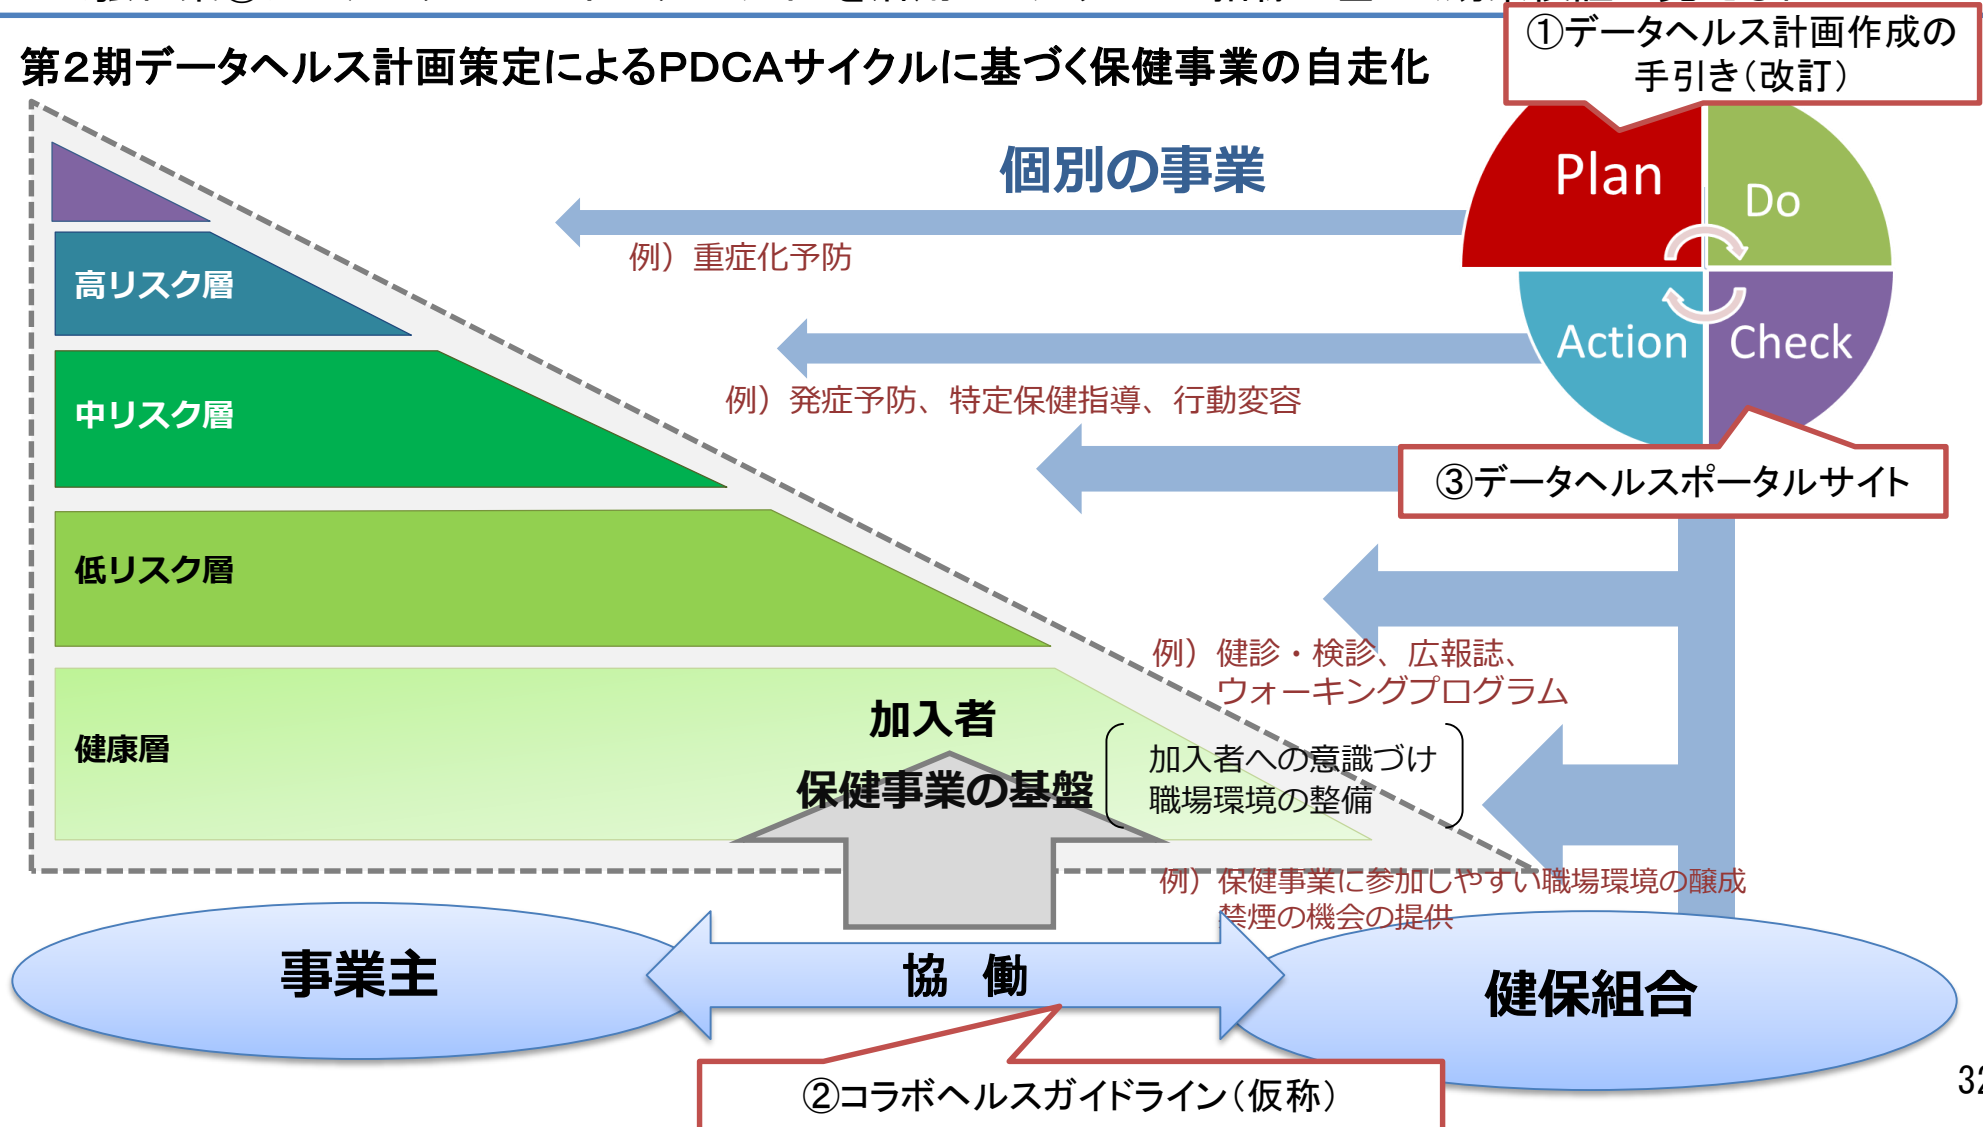 第2期データヘルス計画策定によるPDCAサイクルに基づく保健事業の自走化
①データヘルス計画作成の
手引き(改訂)
個別の事業
Plan
Do
Action
Check
例)重症化予防
高リスク層
例)発症予防、特定保健指導、行動変容
中リスク層
③データヘルスポータルサイト
低リスク層
例)健診・検診、広報誌、
ウォーキングプログラム
加入者
健康層
保健事業の基盤
加入者への意識づけ
職場環境の整備
例)保健事業に参加しやすい職場環境の醸成
禁煙の機会の提供
事業主
協 働
健保組合
②コラボヘルスガイドライン(仮称)
32